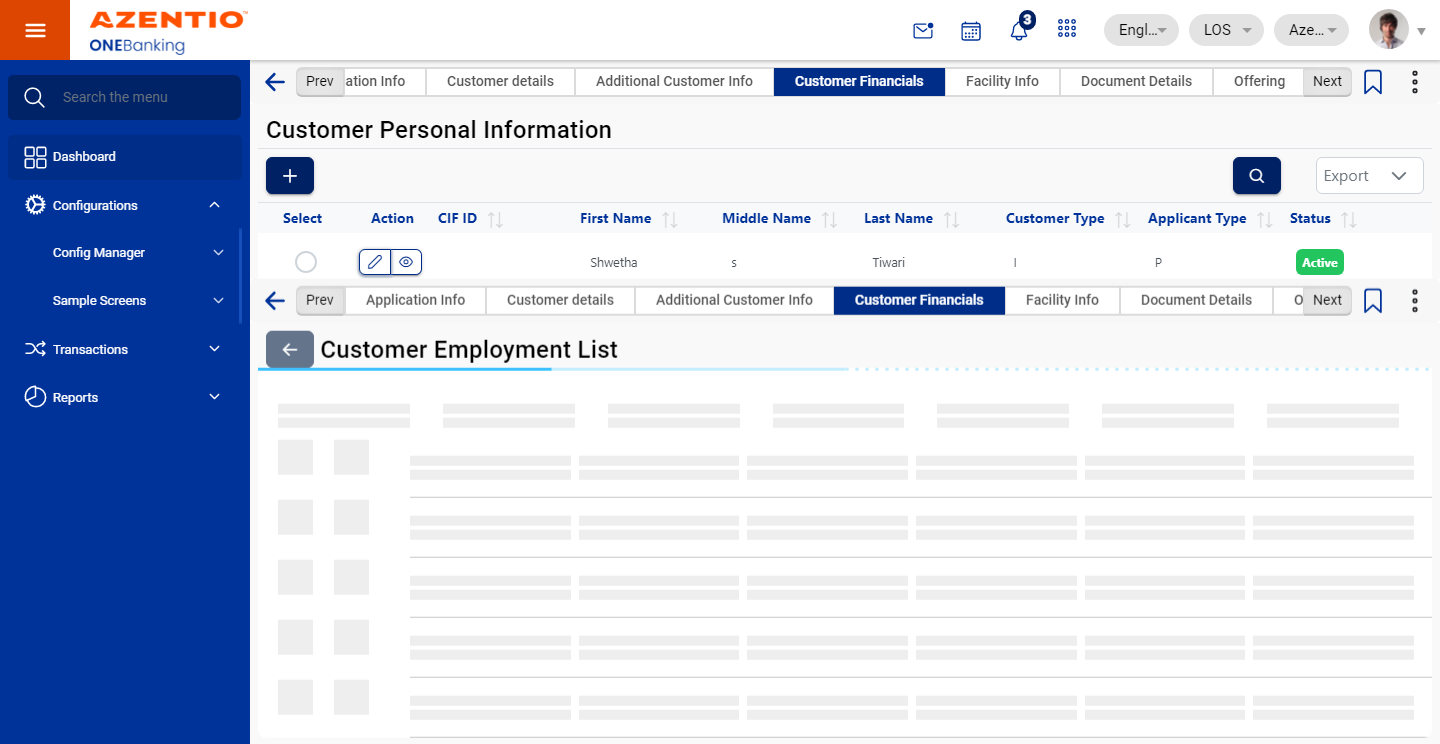 AZENTIO™
ONEBanking
3
Engl...
LOS
Aze...
Search the menu
Dashboard
Configurations
Config Manager
Sample Screens
Transactions
Reports
Prev ation Info Customer details Additional Customer Info Customer Financials Facility Info Document Details Offering Next
Customer Personal Information
Export
Select Action CIF ID First Name Middle Name Last Name Customer Type Applicant Type Status
Shwetha s Tiwari I P Active
Prev Application Info Customer details Additional Customer Info Customer Financials Facility Info Document Details O Next
Customer Employment List